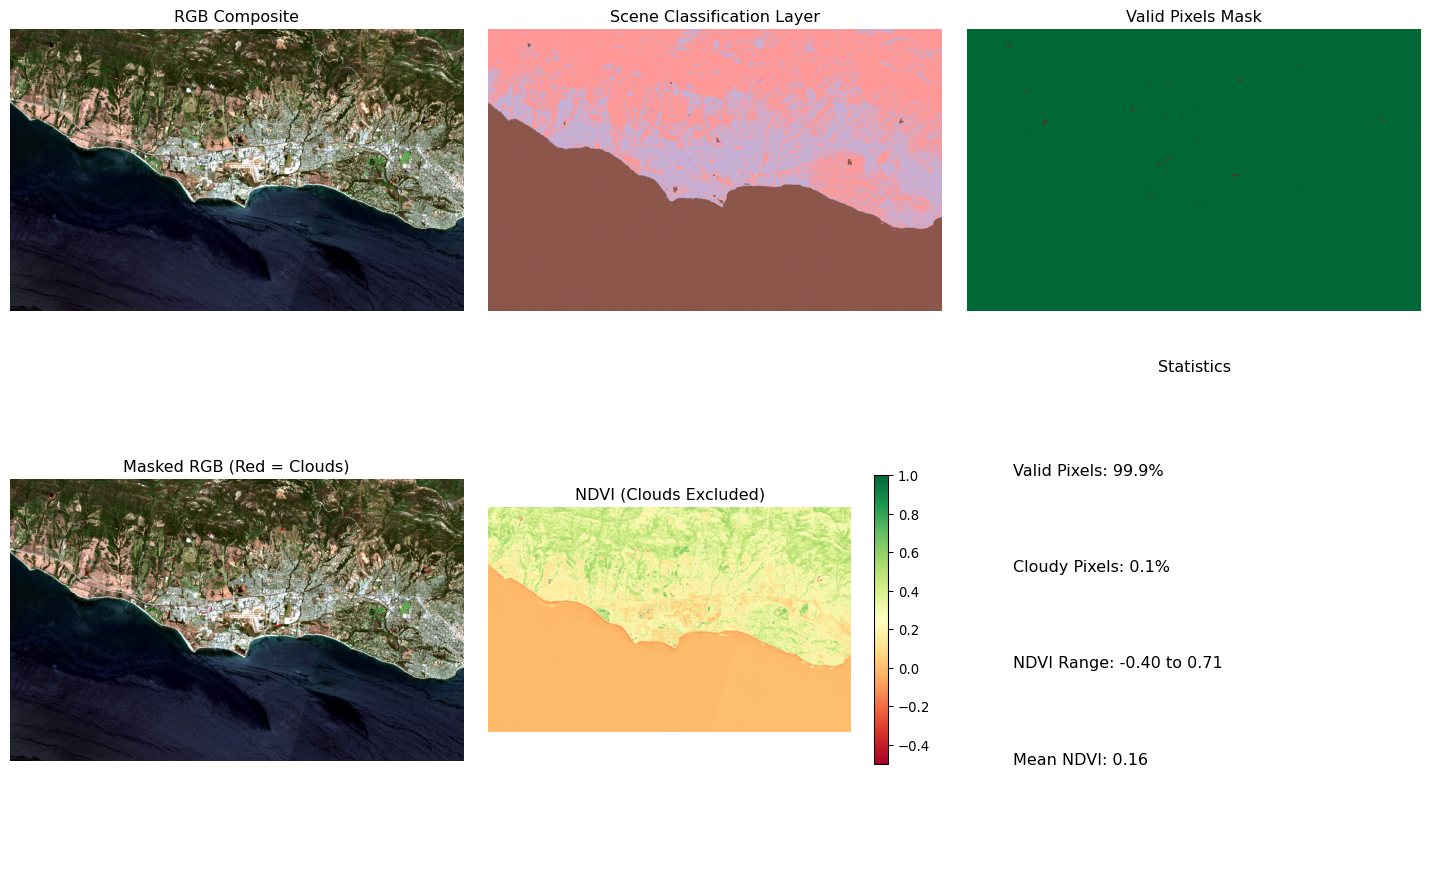 RGB Composite
Scene Classification Layer
Valid Pixels Mask
Masked RGB (Red = Clouds)
NDVI (Clouds Excluded)
1.0
0.8
0.6
0.4
0.2
0.0
−0.2
−0.4
Statistics
Valid Pixels: 99.9%
Cloudy Pixels: 0.1%
NDVI Range: -0.40 to 0.71
Mean NDVI: 0.16